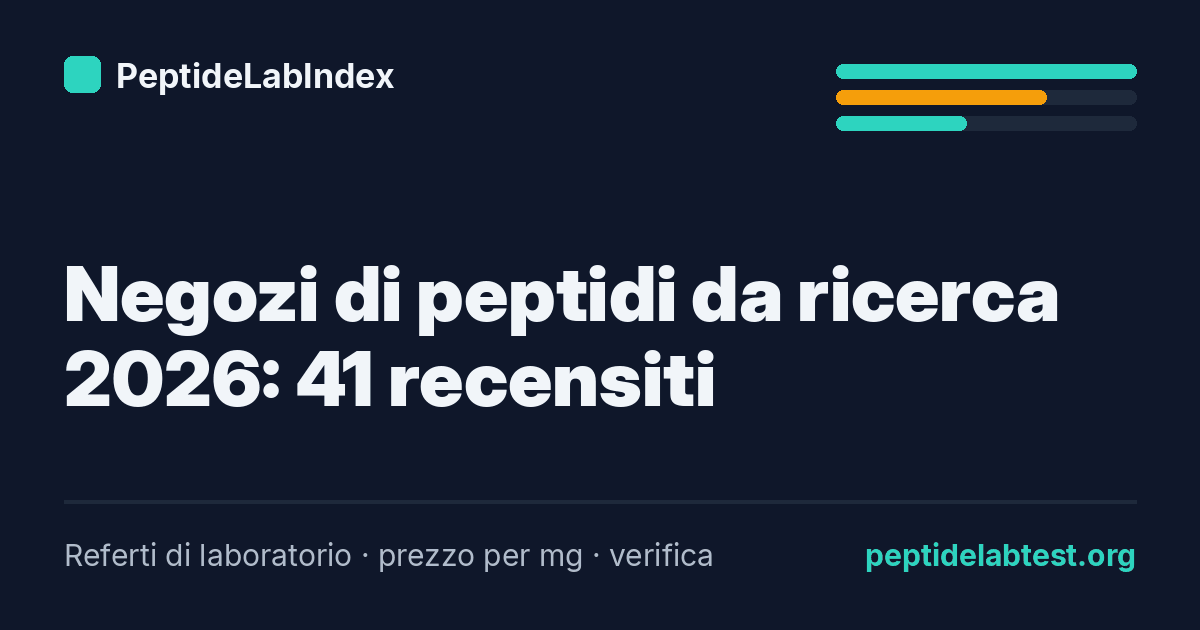 PeptideLabIndex
Negozi di peptidi da ricerca
2026: 41 recensiti
Referti di laboratorio · prezzo per mg · verifica
peptidelabtest.org